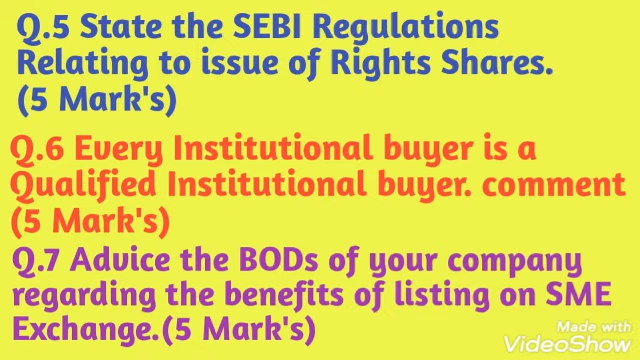 Q.5 State the SEBI Regulations
Relating to issue of Rights Shares.
(5 Mark's)
Q.6 Every Institutional buyer is a
Qualified Institutional buyer. comment
(5 Mark's)
Q.7 Advice the BODs of your company
regarding the benefits of listing on SME
Exchange.(5 Mark's)
Made with
VideoShow